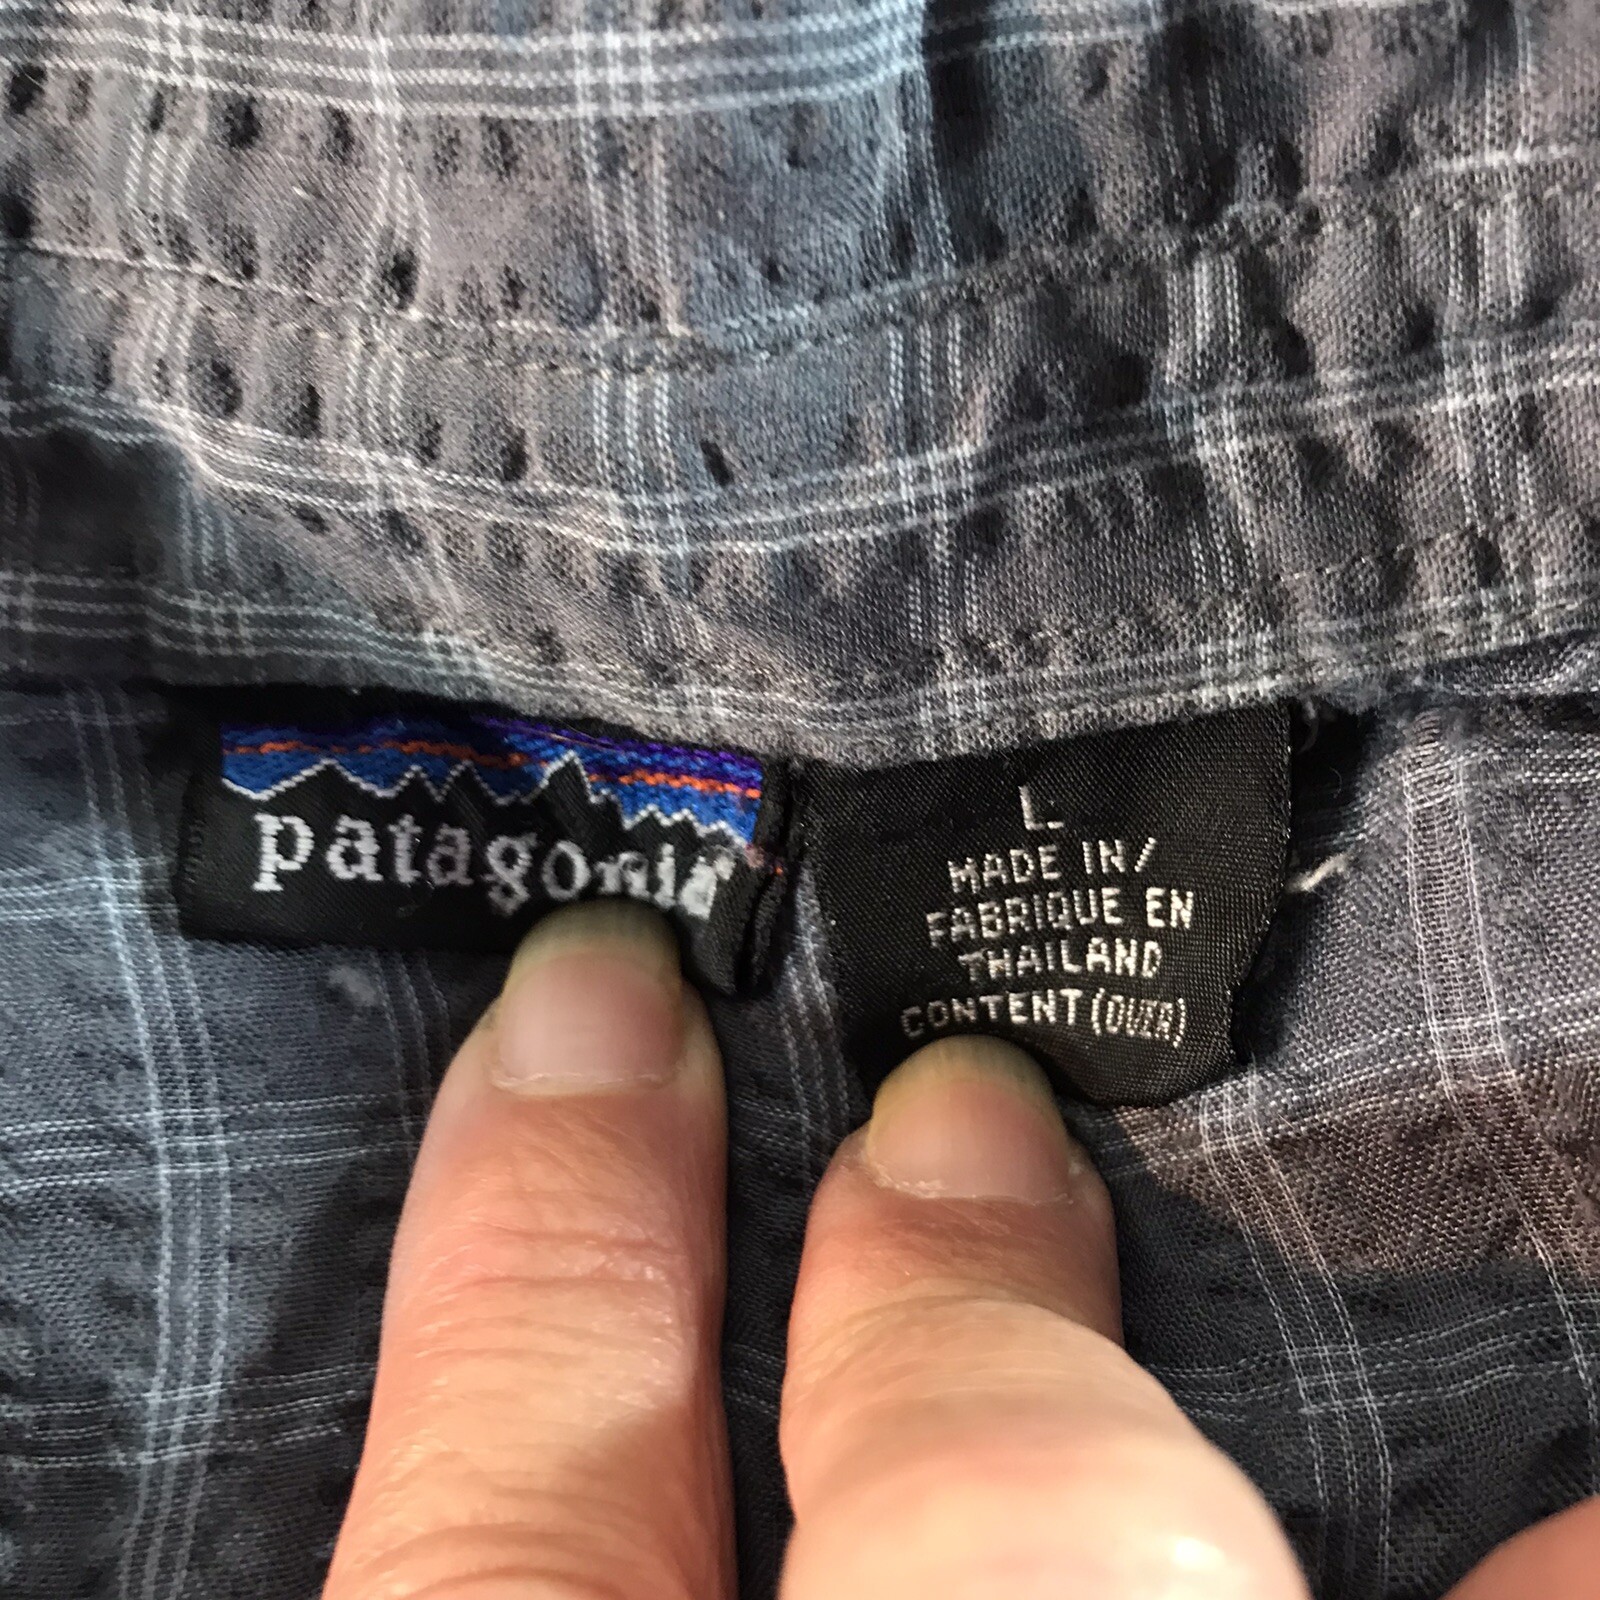 patagonia
L
MADE IN/
FABRIQUE EN
THAILAND
CONTENT (OVER)